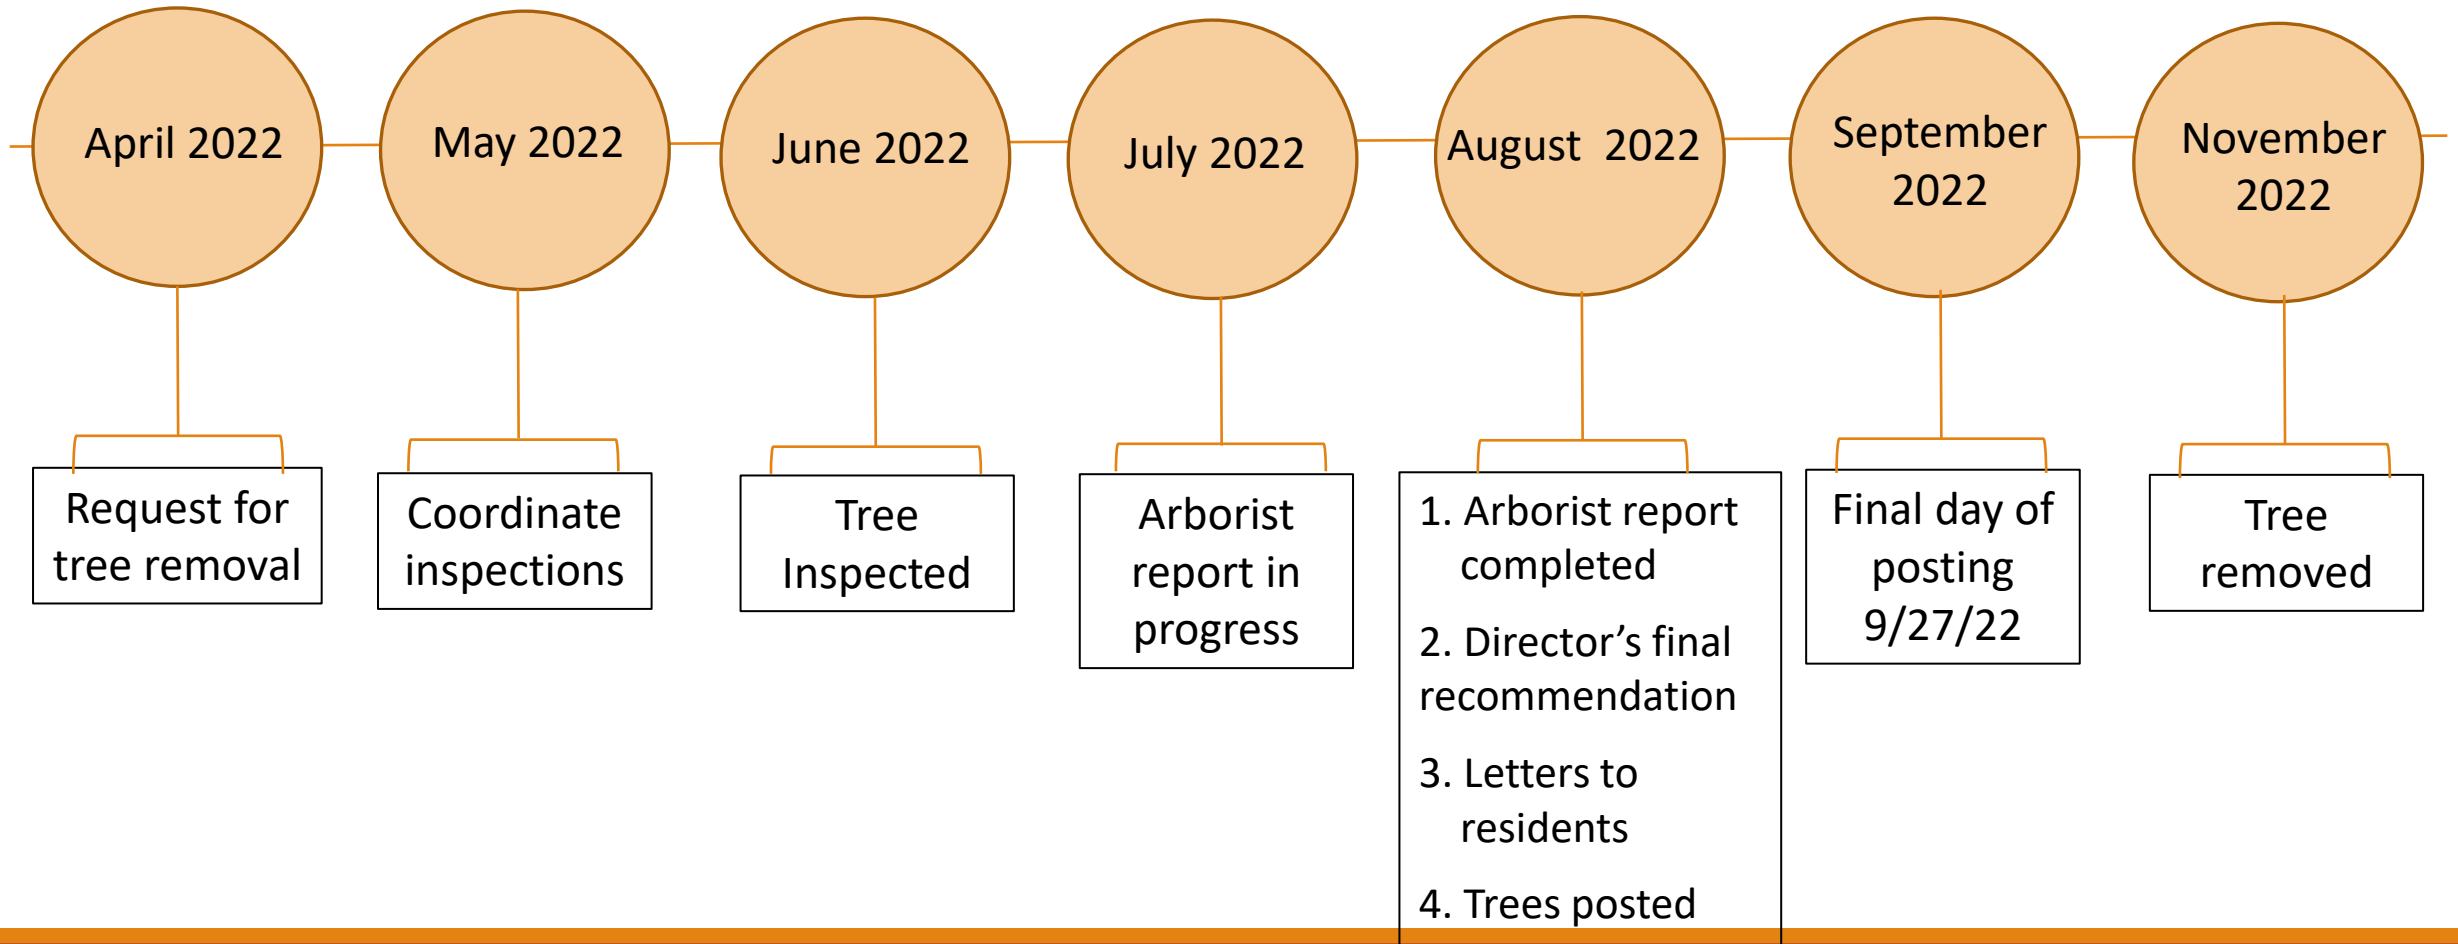 April 2022
May 2022
June 2022
July 2022
August 2022
September
2022
November
2022
Request for
tree removal
Coordinate
inspections
Tree
Inspected
Arborist
report in
progress
1. Arborist report
completed
2. Director’s final
recommendation
3. Letters to
residents
4. Trees posted
Final day of
posting
9/27/22
Tree
removed